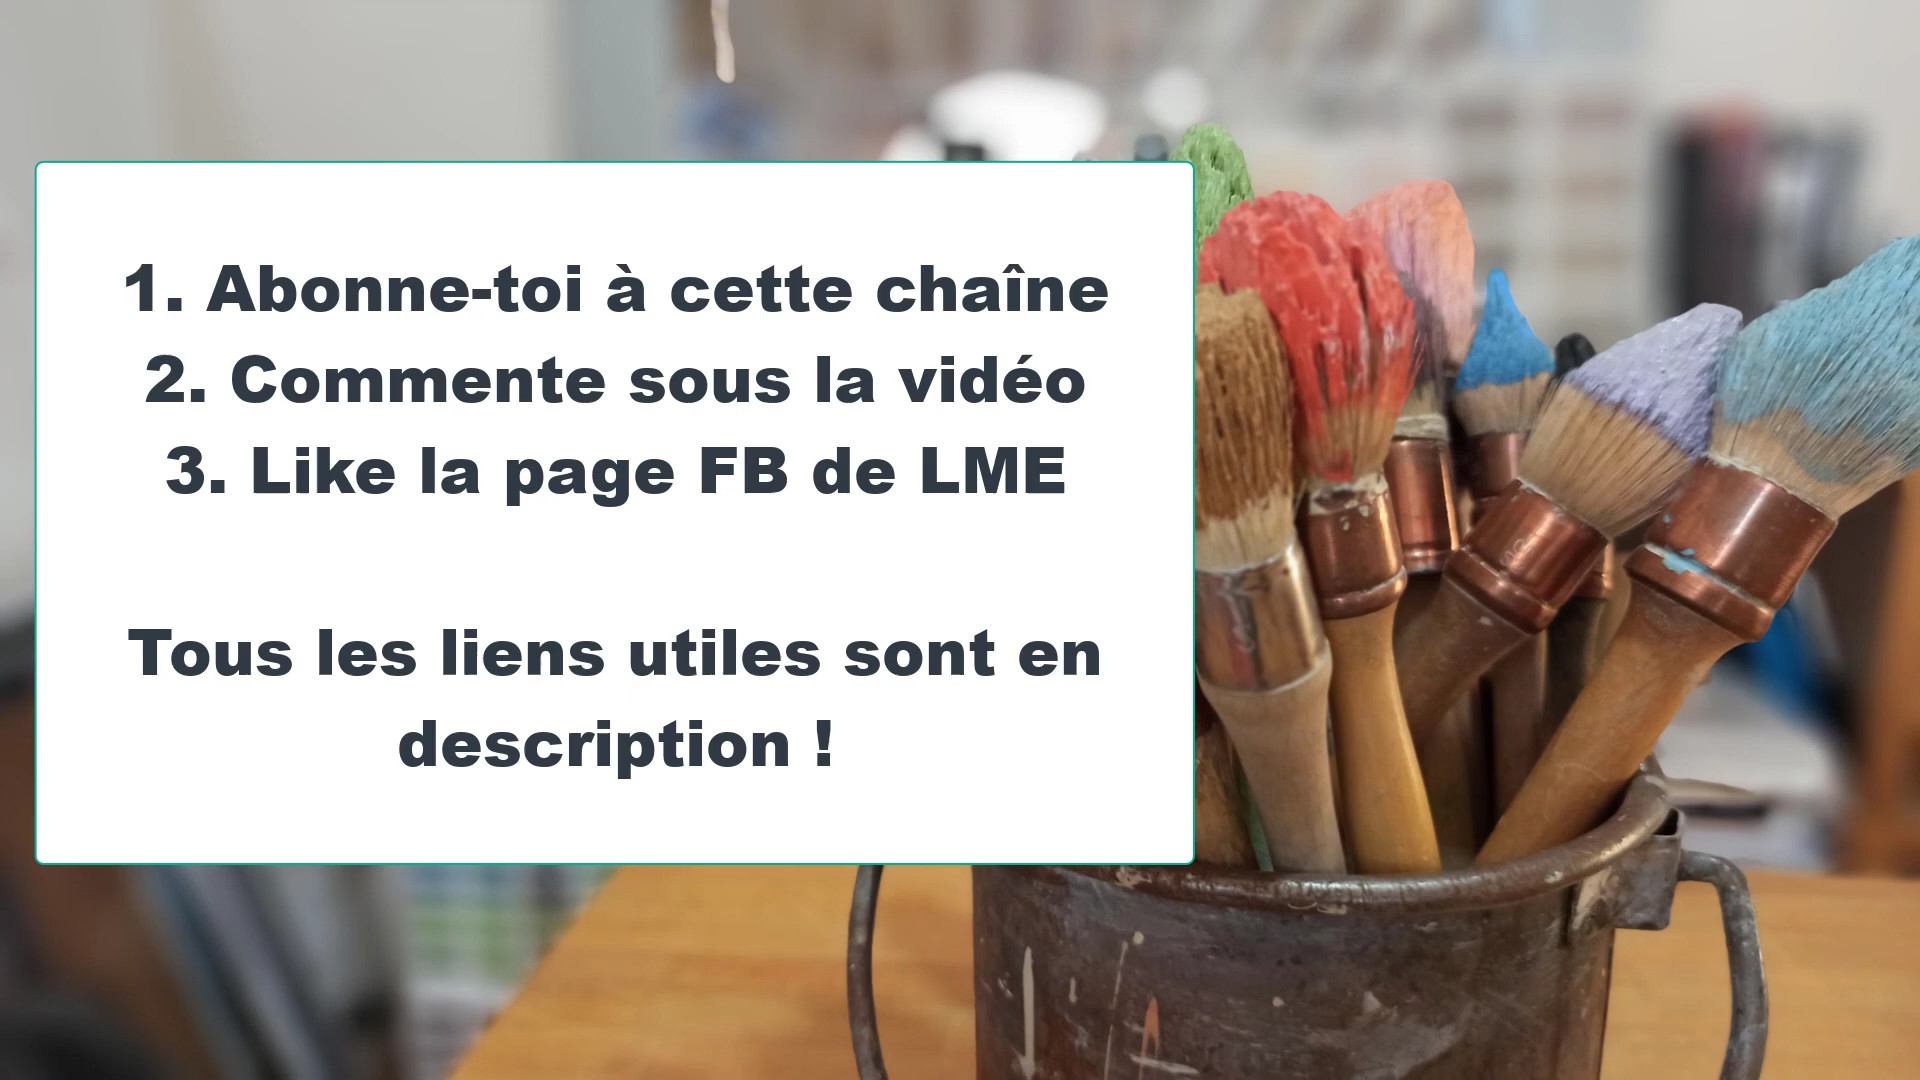 1. Abonne-toi à cette chaîne
2. Commente sous la vidéo
3. Like la page FB de LME
Tous les liens utiles sont en
description !